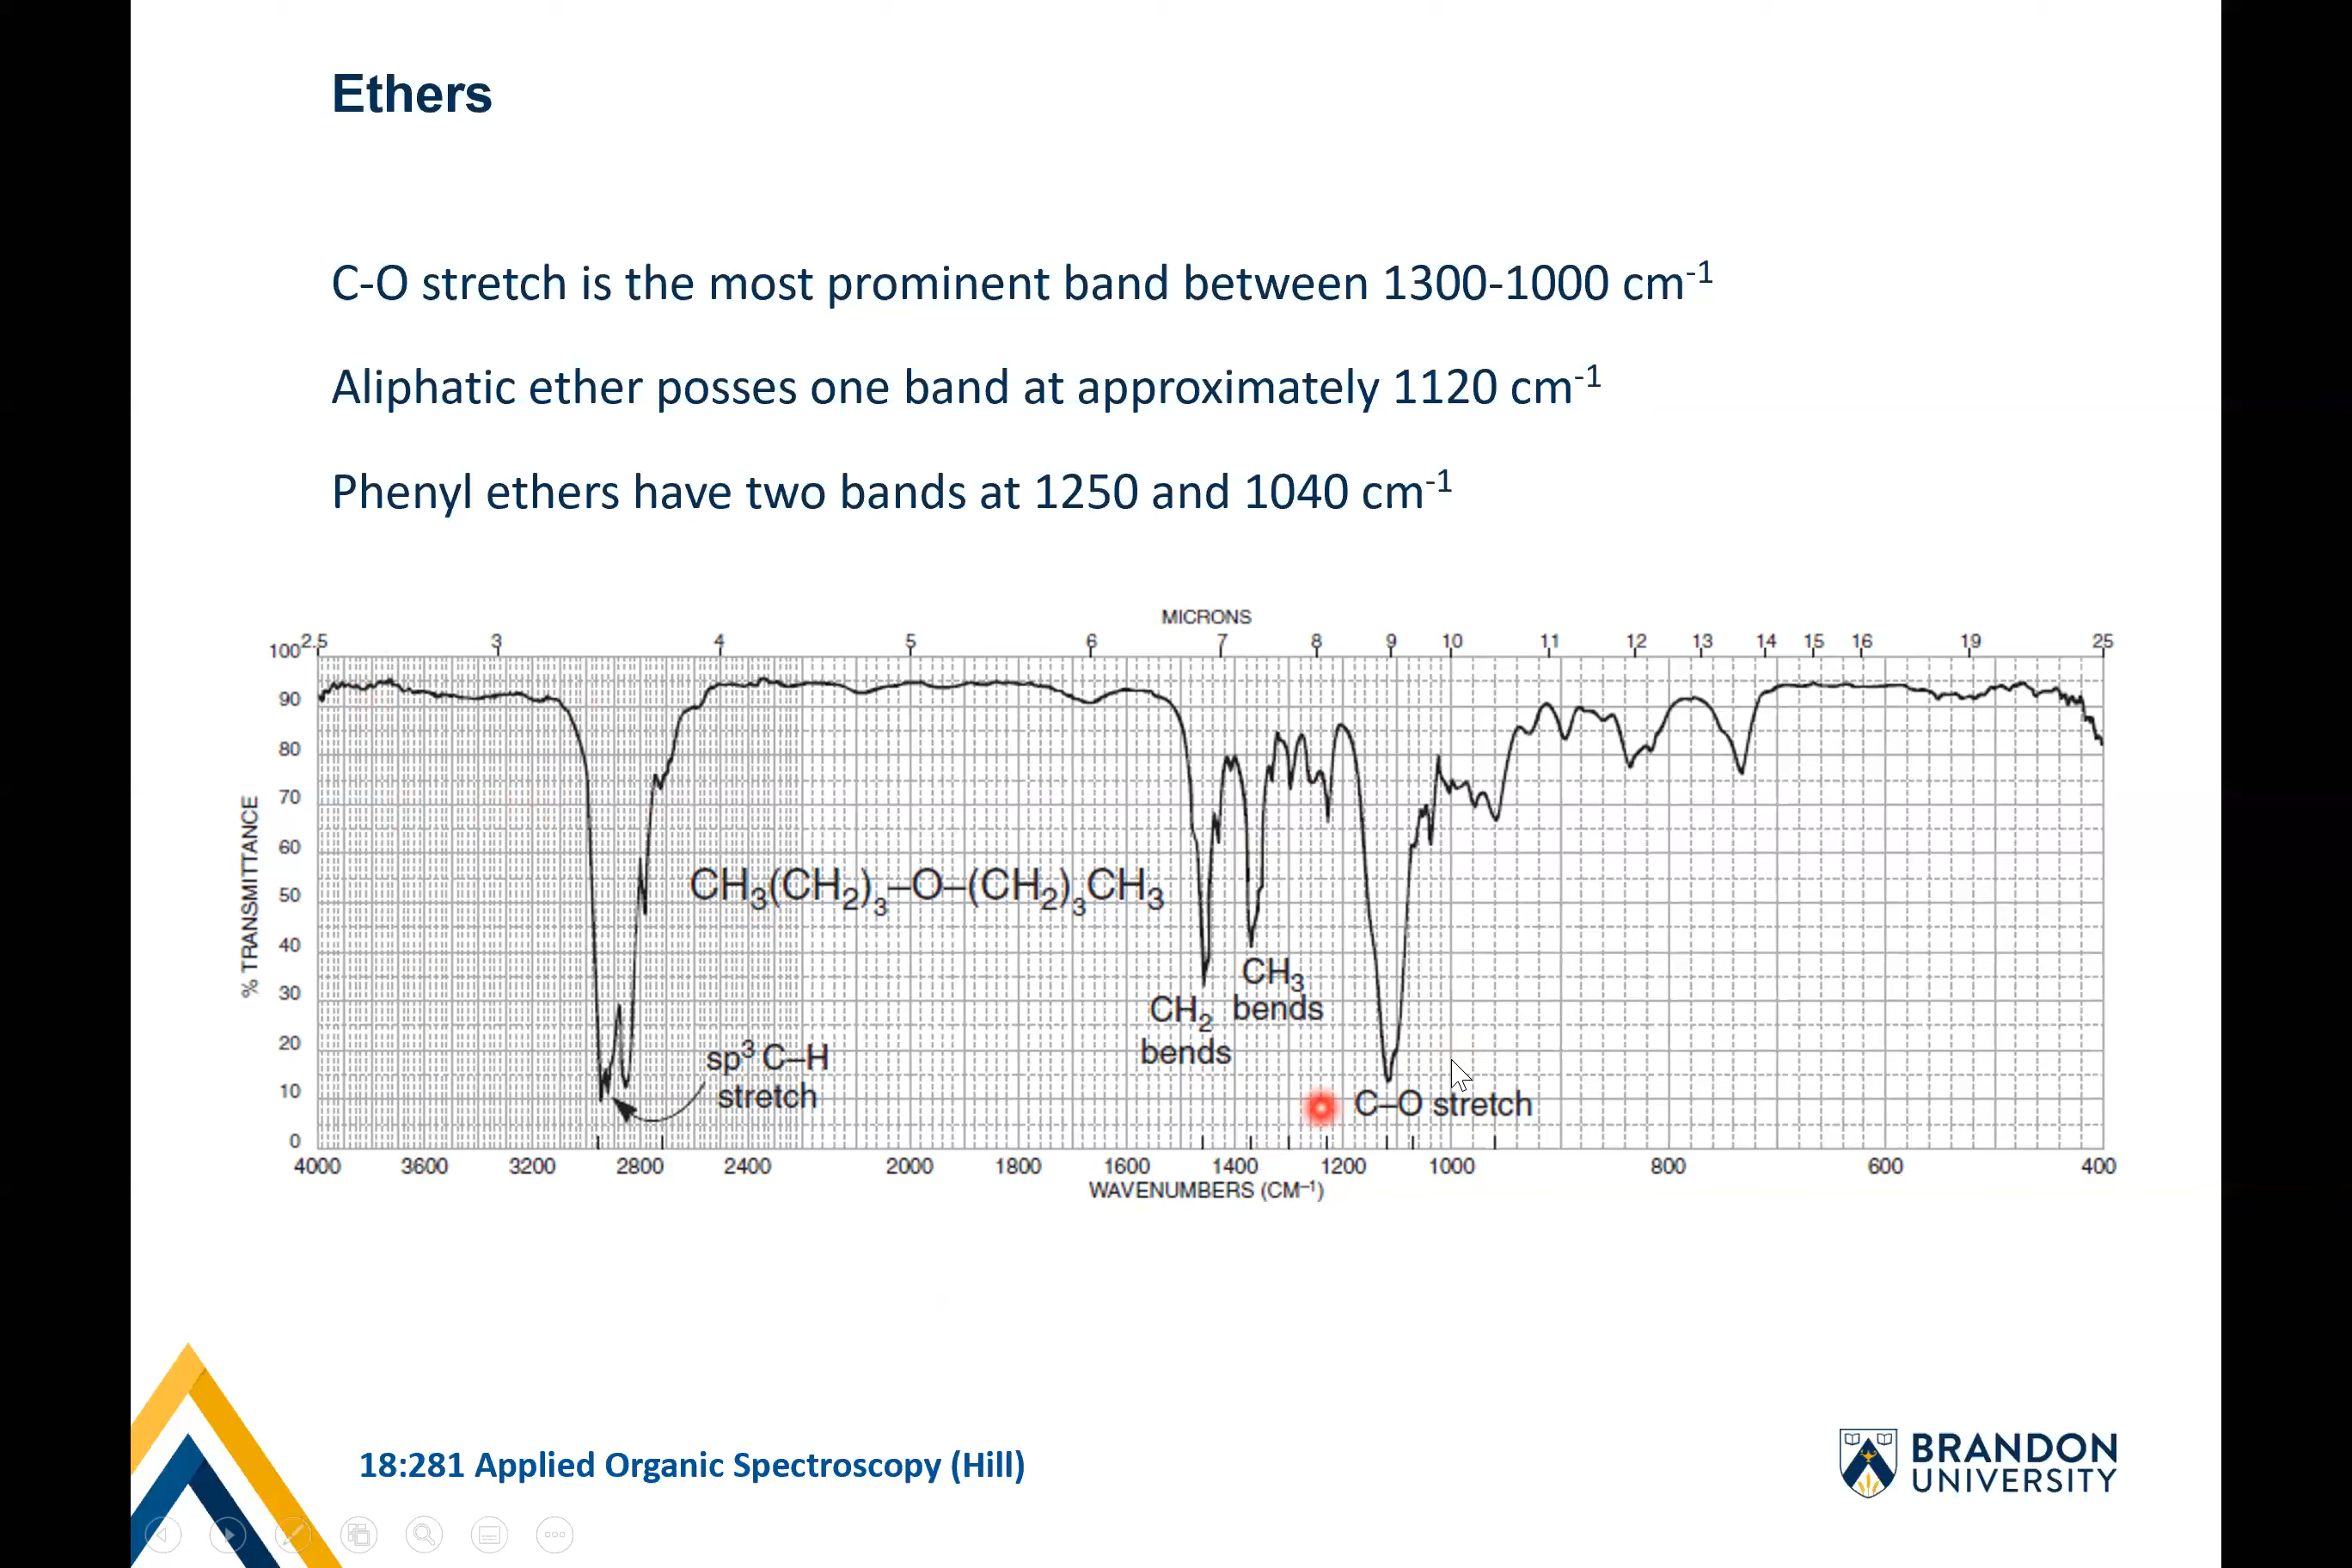 Ethers
C-O stretch is the most prominent band between 1300-1000 cm⁻¹
Aliphatic ether posses one band at approximately 1120 cm⁻¹
Phenyl ethers have two bands at 1250 and 1040 cm⁻¹
MICRONS
2.5 3 4 5 6 7 8 9 10 11 12 13 14 15 16 19 25
100
90
80
70
60
50
40
30
20
10
0
% TRANSMITTANCE
CH₃(CH₂)₃–O–(CH₂)₃CH₃
sp³ C–H
stretch
CH₂
bends
CH₃
bends
C–O stretch
4000 3600 3200 2800 2400 2000 1800 1600 1400 1200 1000 800 600 400
WAVENUMBERS (CM⁻¹)
18:281 Applied Organic Spectroscopy (Hill)
BRANDON
UNIVERSITY